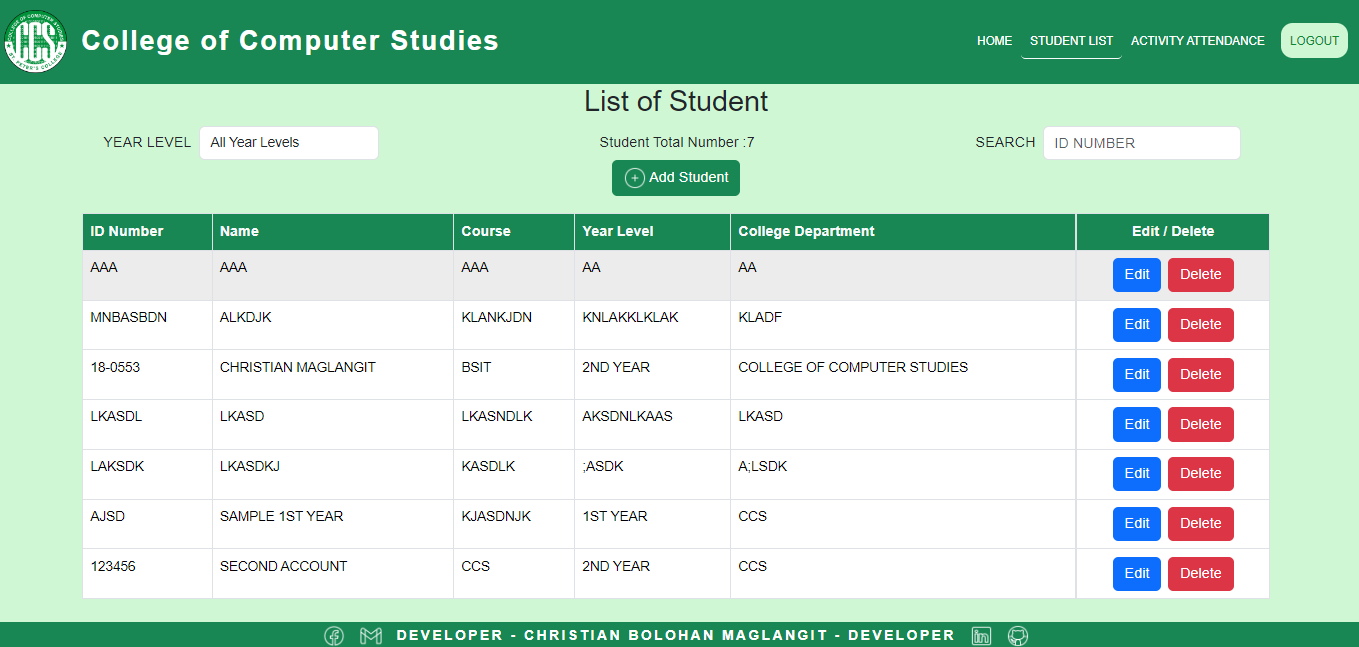 COLLEGE OF COMPUTER STUDIES
CCS
ST. PETER'S COLLEGE
College of Computer Studies
HOME STUDENT LIST ACTIVITY ATTENDANCE LOGOUT
List of Student
YEAR LEVEL All Year Levels Student Total Number :7 SEARCH ID NUMBER
Add Student
ID Number Name Course Year Level College Department Edit / Delete
AAA AAA AAA AA AA Edit Delete
MNBASBDN ALKDJK KLANKJDN KNLAKKLKLAK KLADF Edit Delete
18-0553 CHRISTIAN MAGLANGIT BSIT 2ND YEAR COLLEGE OF COMPUTER STUDIES Edit Delete
LKASDL LKASD LKASNDLK AKSDNLKAAS LKASD Edit Delete
LAKSDK LKASDKJ KASDLK ;ASDK A;LSDK Edit Delete
AJSD SAMPLE 1ST YEAR KJASDNJK 1ST YEAR CCS Edit Delete
123456 SECOND ACCOUNT CCS 2ND YEAR CCS Edit Delete
DEVELOPER - CHRISTIAN BOLOHAN MAGLANGIT - DEVELOPER